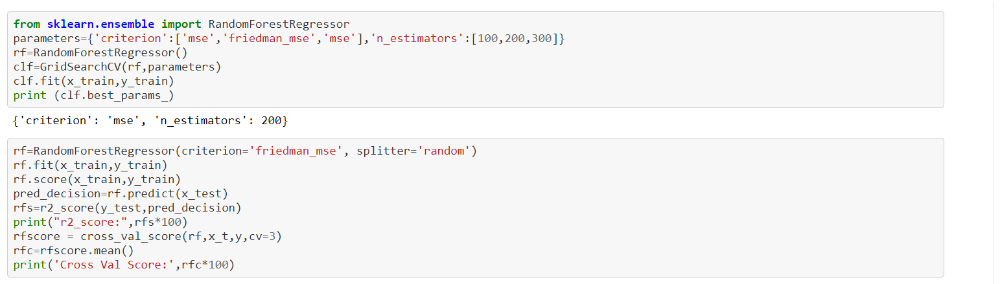 from sklearn.ensemble import RandomForestRegressor
parameters={'criterion':['mse','friedman_mse','mse'],'n_estimators':[100,200,300]}
rf=RandomForestRegressor()
clf=GridSearchCV(rf,parameters)
clf.fit(x_train,y_train)
print (clf.best_params_)
{'criterion': 'mse', 'n_estimators': 200}
rf=RandomForestRegressor(criterion='friedman_mse', splitter='random')
rf.fit(x_train,y_train)
rf.score(x_train,y_train)
pred_decision=rf.predict(x_test)
rfs=r2_score(y_test,pred_decision)
print("r2_score:",rfs*100)
rfscore = cross_val_score(rf,x_t,y,cv=3)
rfc=rfscore.mean()
print('Cross Val Score:',rfc*100)